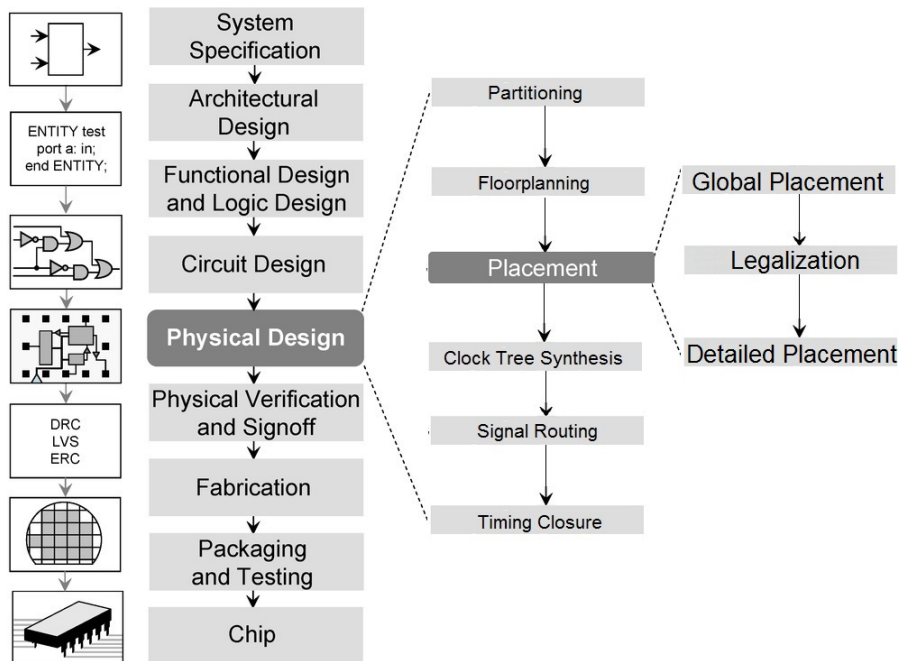 System
Specification
Architectural
Design
Functional Design
and Logic Design
Circuit Design
Physical Design
Physical Verification
and Signoff
Fabrication
Packaging
and Testing
Chip
ENTITY test
port a: in;
end ENTITY;
DRC
LVS
ERC
Partitioning
Floorplanning
Placement
Clock Tree Synthesis
Signal Routing
Timing Closure
Global Placement
Legalization
Detailed Placement